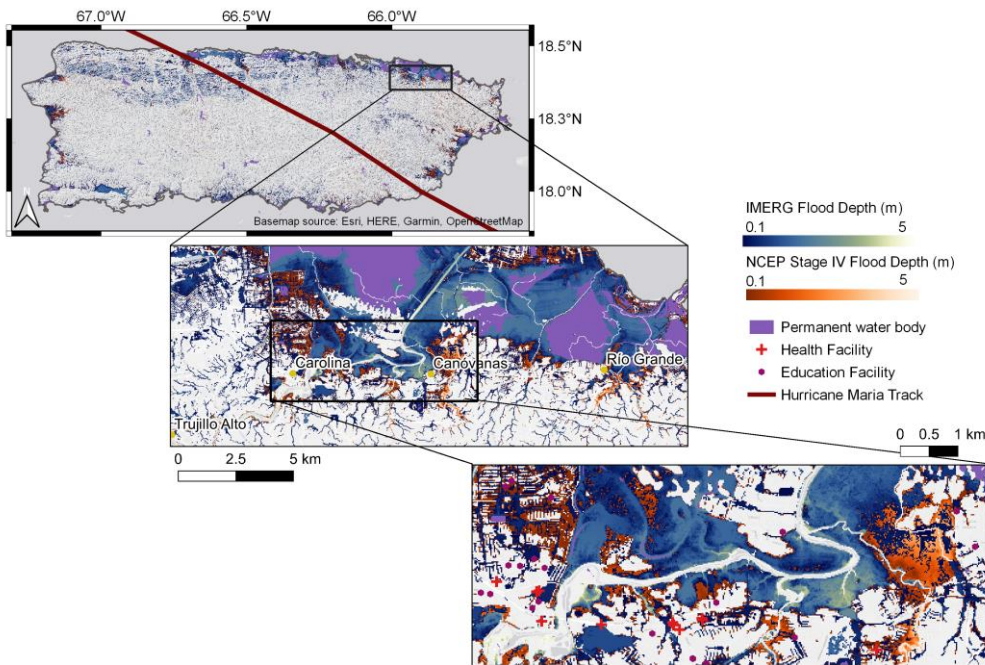 67.0°W 66.5°W 66.0°W
18.5°N
18.3°N
18.0°N
N
Basemap source: Esri, HERE, Garmin, OpenStreetMap
IMERG Flood Depth (m)
0.1 5
NCEP Stage IV Flood Depth (m)
0.1 5
Permanent water body
Health Facility
Education Facility
Hurricane Maria Track
Carolina
Canóvanas
Río Grande
Trujillo Alto
0 2.5 5 km
0 0.5 1 km